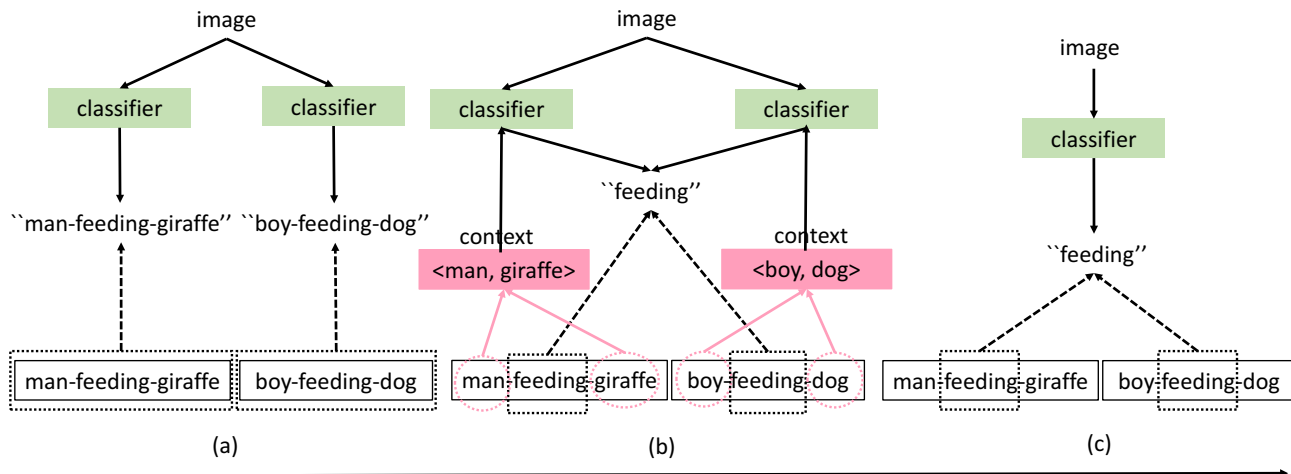 image
classifier
classifier
``man-feeding-giraffe’’
``boy-feeding-dog’’
man-feeding-giraffe
boy-feeding-dog
(a)
image
classifier
classifier
``feeding’’
context
<man, giraffe>
context
<boy, dog>
man-feeding-giraffe
boy-feeding-dog
(b)
image
classifier
``feeding’’
man-feeding-giraffe
boy-feeding-dog
(c)